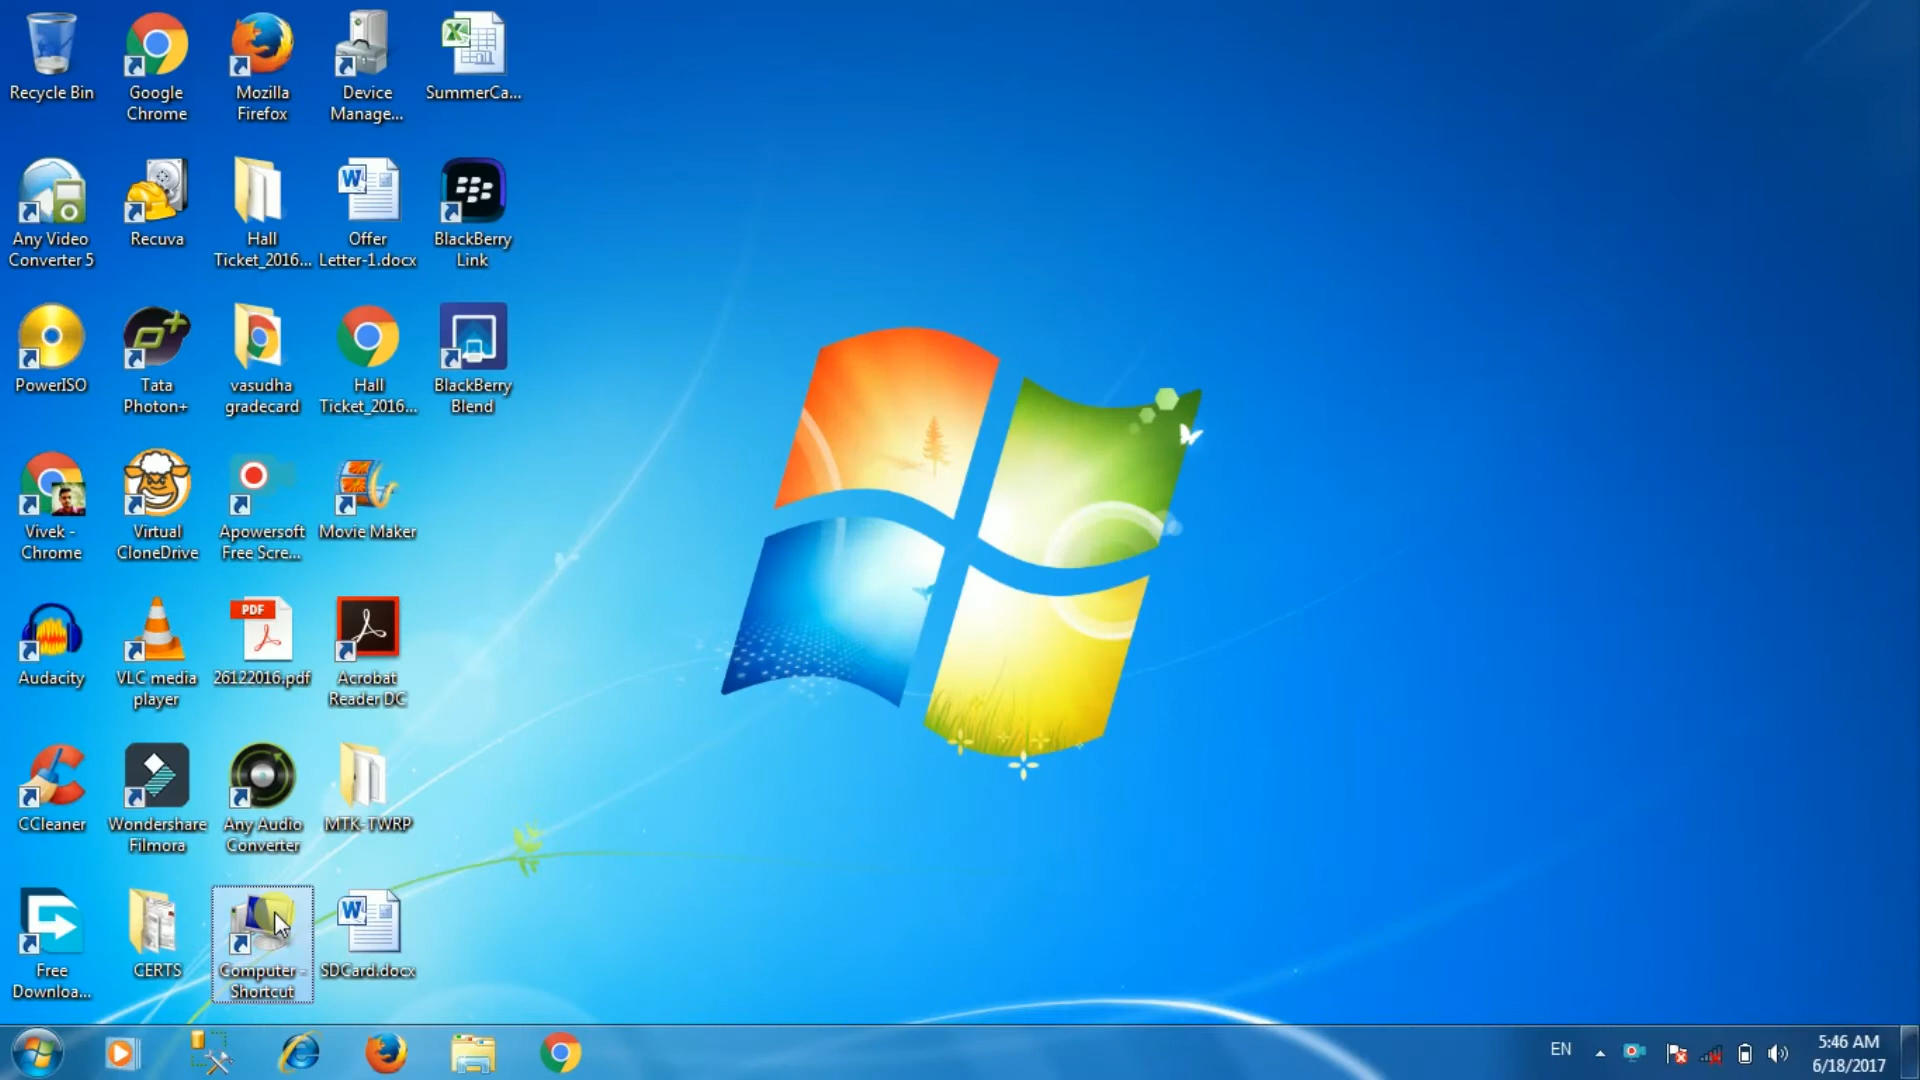 Recycle Bin
Google
Chrome
Mozilla
Firefox
Device
Manage...
SummerCa...
Any Video
Converter 5
Recuva
Hall
Ticket_2016...
Offer
Letter-1.docx
BlackBerry
Link
PowerISO
Tata
Photon+
vasudha
gradecard
Hall
Ticket_2016...
BlackBerry
Blend
Vivek -
Chrome
Virtual
CloneDrive
Apowersoft
Free Scre...
Movie Maker
Audacity
VLC media
player
PDF
26122016.pdf
Acrobat
Reader DC
CCleaner
Wondershare
Filmora
Any Audio
Converter
MTK-TWRP
Free
Downloa...
CERTS
Computer -
Shortcut
SDCard.docx
EN
5:46 AM
6/18/2017